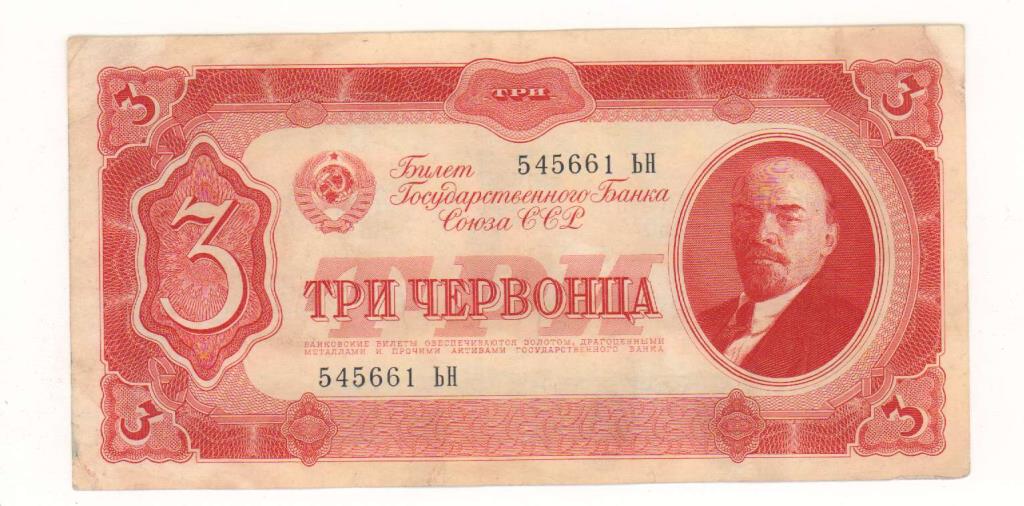 3
ТРИ
3
Билет
545661 ЬН
Государственного Банка
Союза ССР
3
ТРИ
ТРИ ЧЕРВОНЦА
БАНКОВСКИЕ БИЛЕТЫ ОБЕСПЕЧИВАЮТСЯ ЗОЛОТОМ, ДРАГОЦЕННЫМИ
МЕТАЛЛАМИ И ПРОЧИМИ АКТИВАМИ ГОСУДАРСТВЕННОГО БАНКА
545661 ЬН
3
3